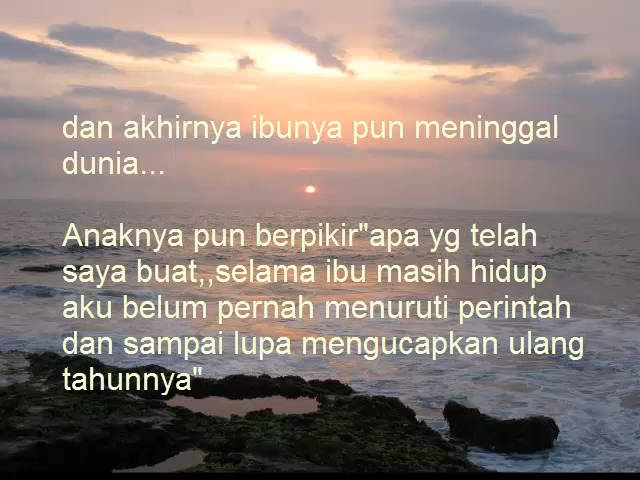 dan akhirnya ibunya pun meninggal
dunia...
Anaknya pun berpikir"apa yg telah
saya buat,,selama ibu masih hidup
aku belum pernah menuruti perintah
dan sampai lupa mengucapkan ulang
tahunnya"